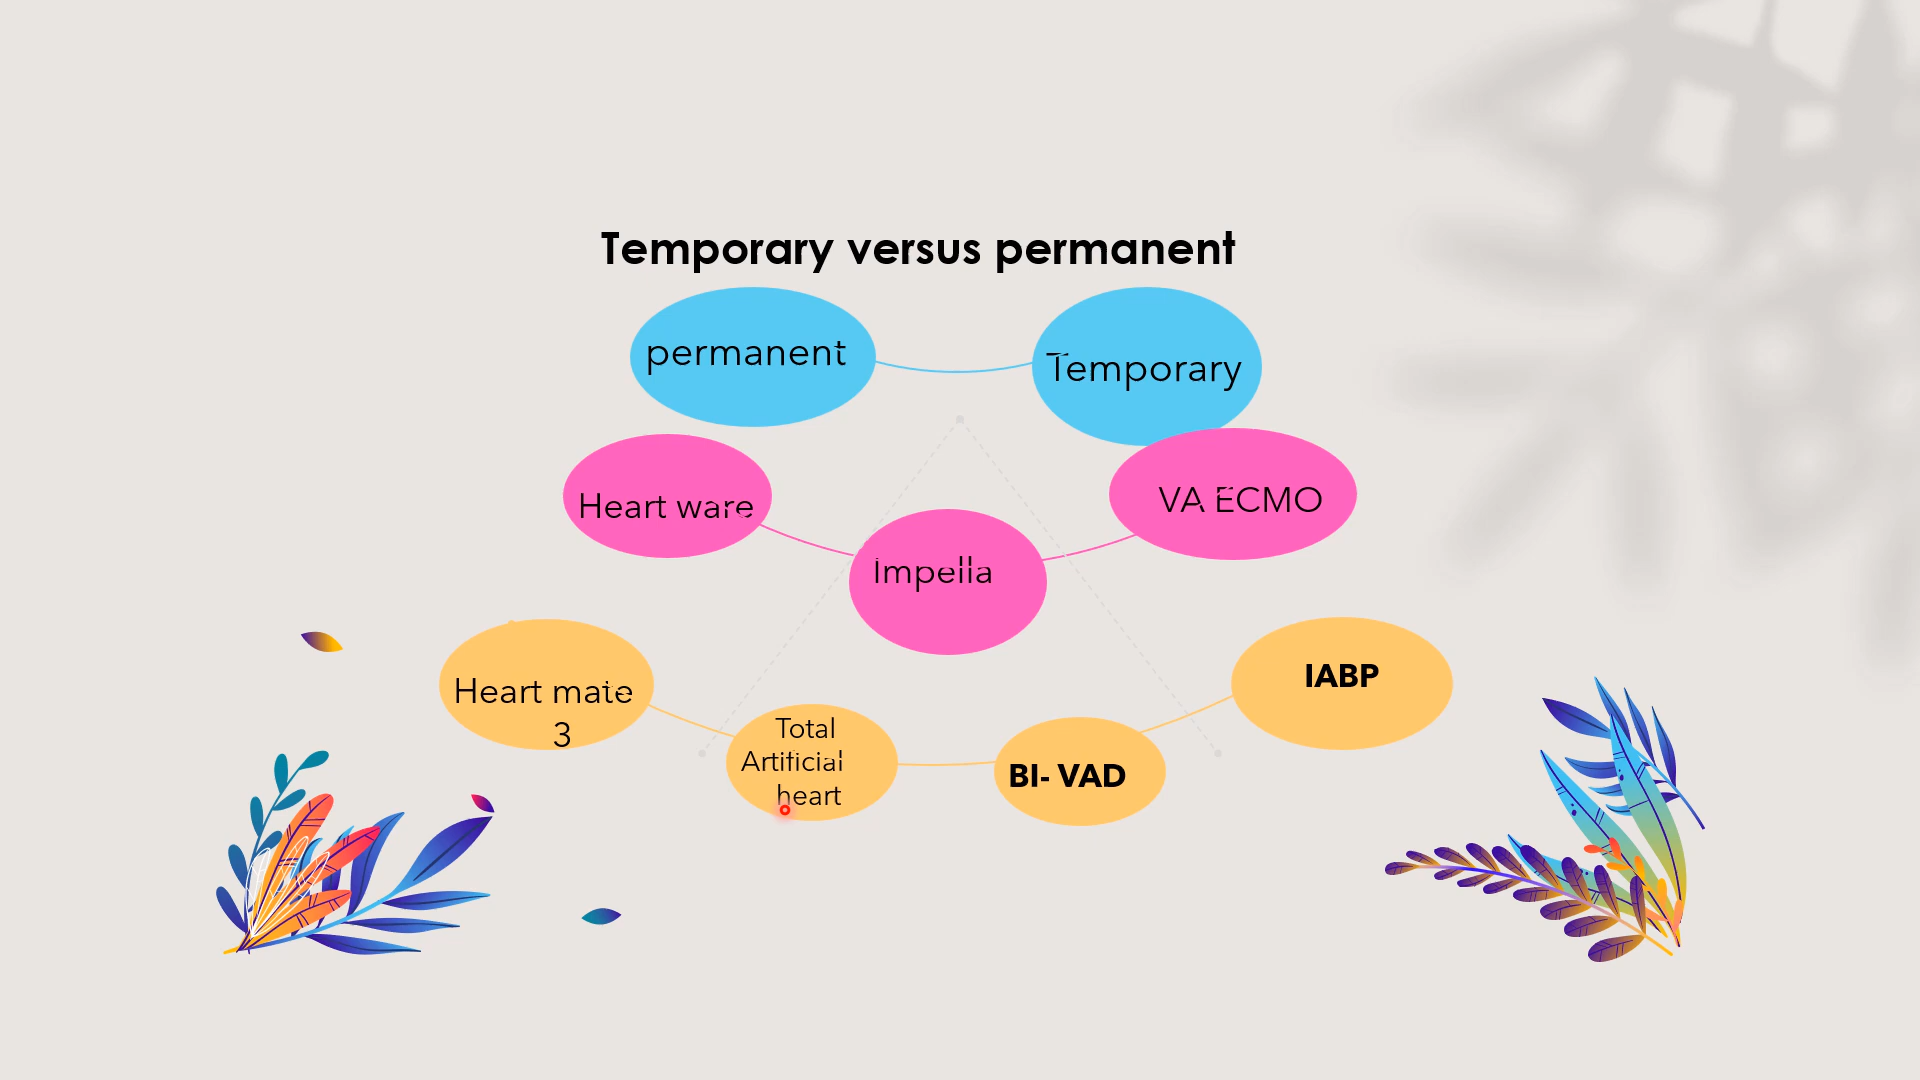 Temporary versus permanent
permanent
Temporary
Heart ware
VA ECMO
Impella
Heart mate
3
Total
Artificial
heart
BI- VAD
IABP